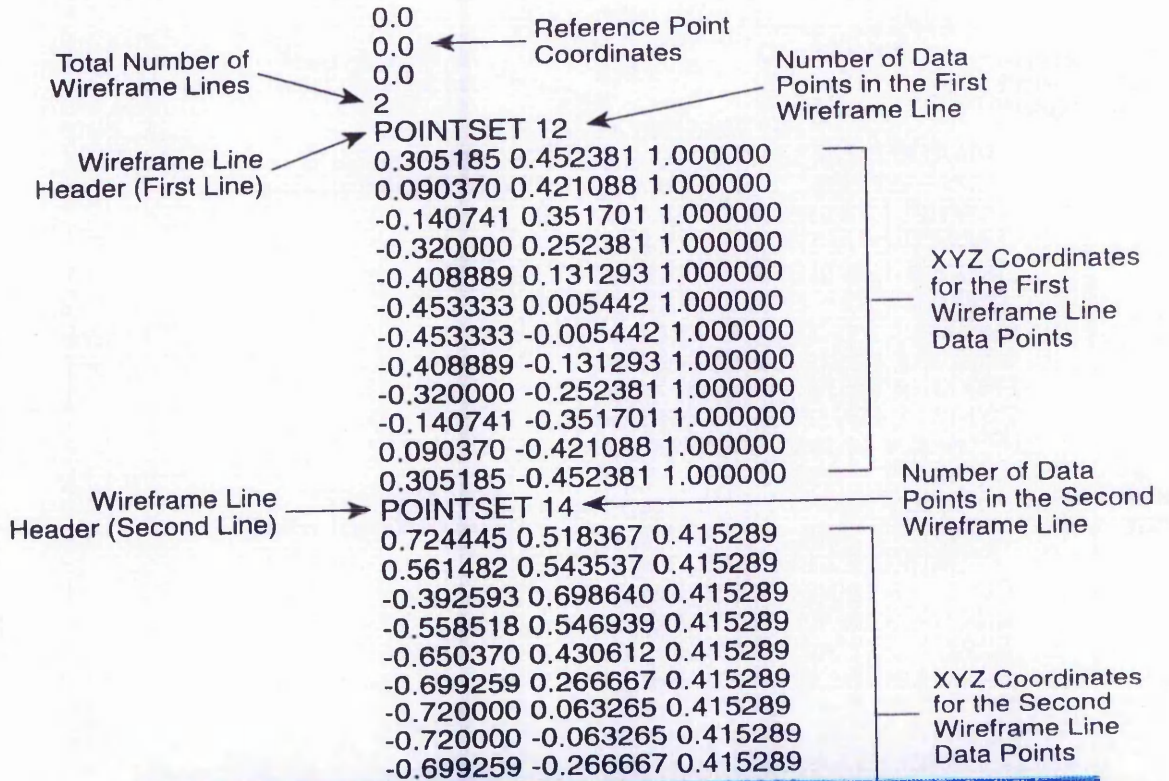 0.0
0.0
0.0
Reference Point
Coordinates
Total Number of
Wireframe Lines
2
Number of Data
Points in the First
Wireframe Line
POINTSET 12
Wireframe Line
Header (First Line)
0.305185 0.452381 1.000000
0.090370 0.421088 1.000000
-0.140741 0.351701 1.000000
-0.320000 0.252381 1.000000
-0.408889 0.131293 1.000000
-0.453333 0.005442 1.000000
-0.453333 -0.005442 1.000000
-0.408889 -0.131293 1.000000
-0.320000 -0.252381 1.000000
-0.140741 -0.351701 1.000000
0.090370 -0.421088 1.000000
0.305185 -0.452381 1.000000
XYZ Coordinates
for the First
Wireframe Line
Data Points
Wireframe Line
Header (Second Line)
POINTSET 14
Number of Data
Points in the Second
Wireframe Line
0.724445 0.518367 0.415289
0.561482 0.543537 0.415289
-0.392593 0.698640 0.415289
-0.558518 0.546939 0.415289
-0.650370 0.430612 0.415289
-0.699259 0.266667 0.415289
-0.720000 0.063265 0.415289
-0.720000 -0.063265 0.415289
-0.699259 -0.266667 0.415289
XYZ Coordinates
for the Second
Wireframe Line
Data Points